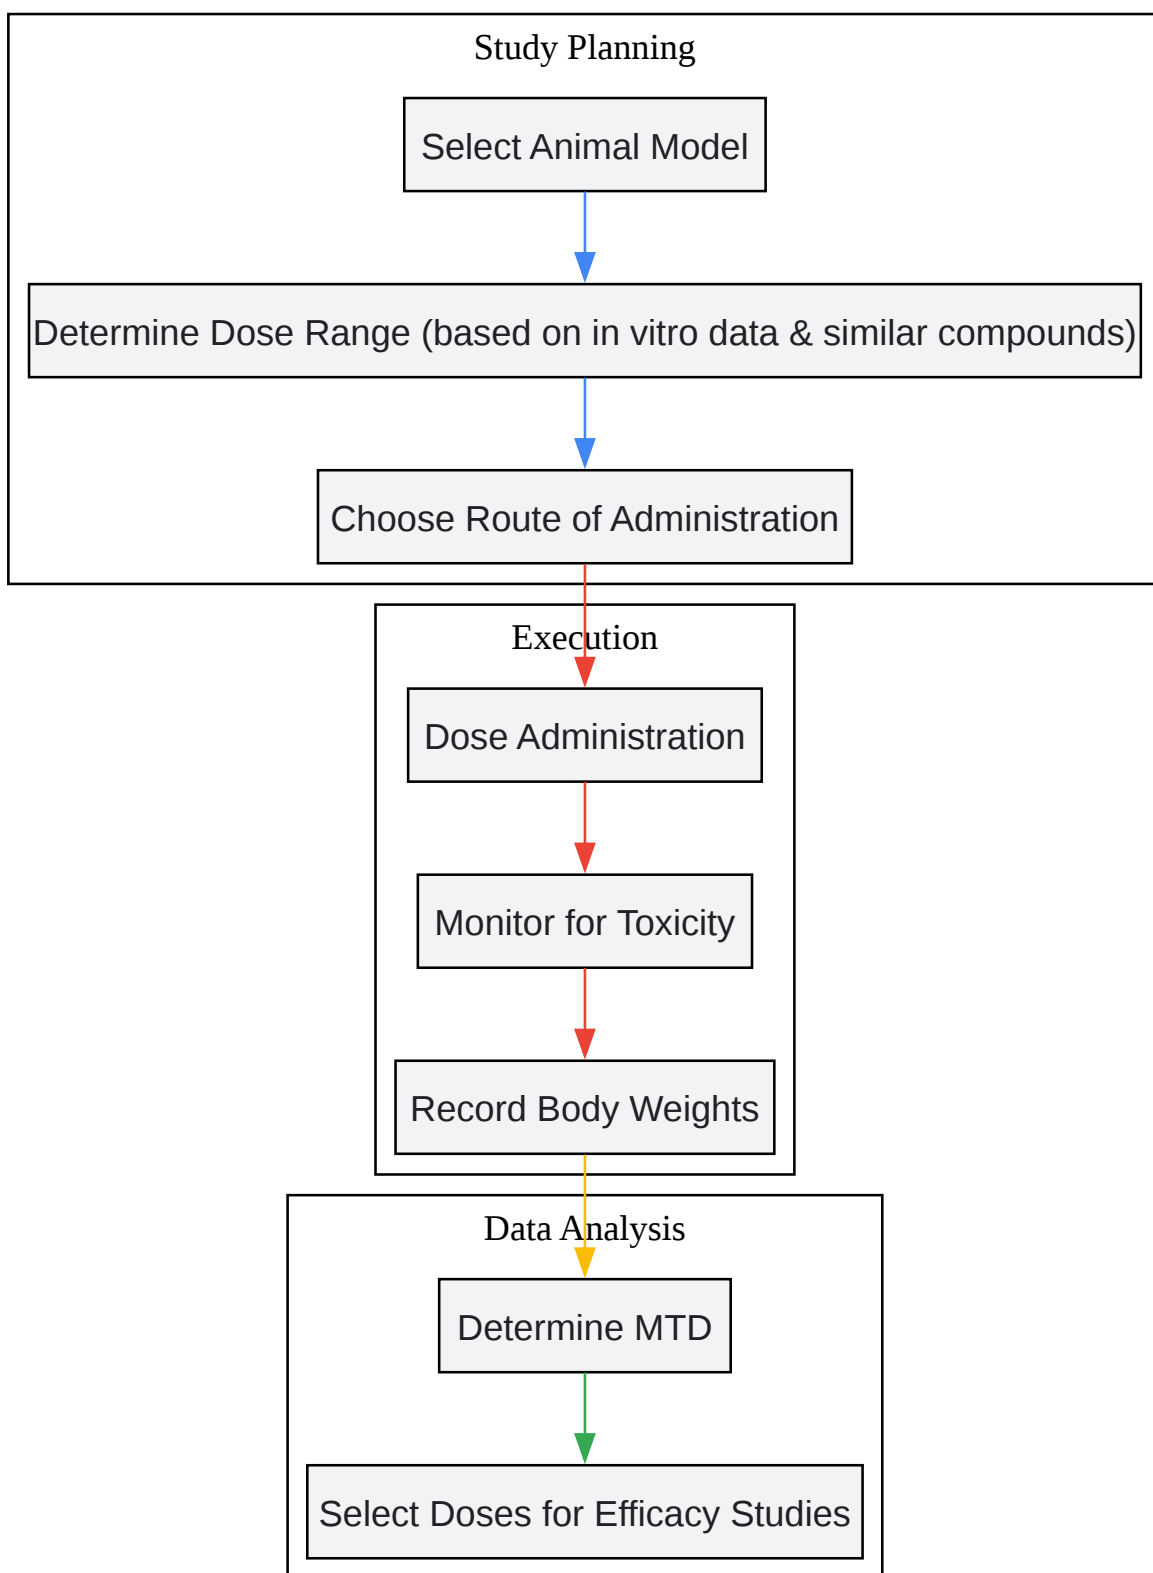 Study Planning
Select Animal Model
Determine Dose Range (based on in vitro data & similar compounds)
Choose Route of Administration
Execution
Dose Administration
Monitor for Toxicity
Record Body Weights
Data Analysis
Determine MTD
Select Doses for Efficacy Studies